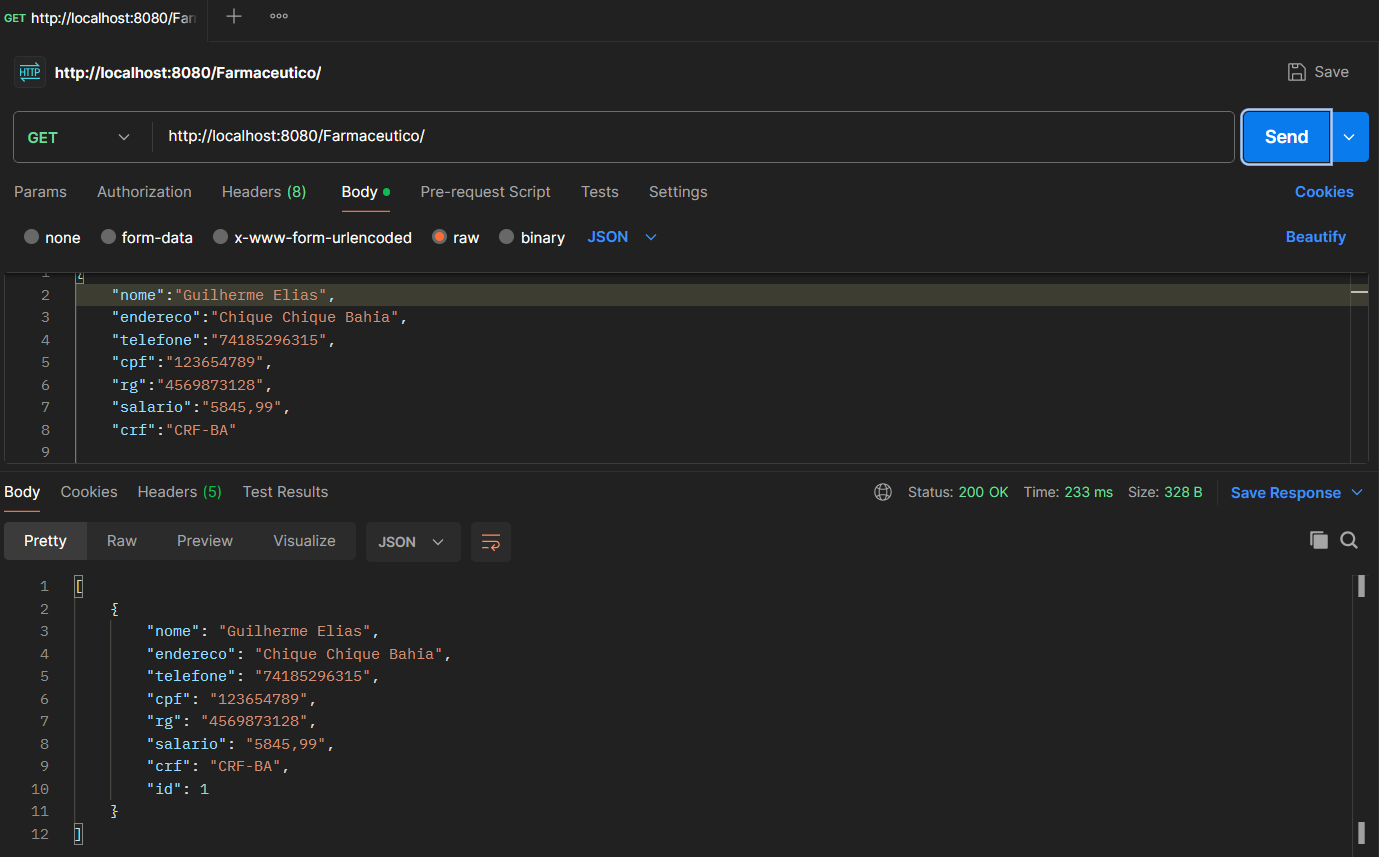 GET http://localhost:8080/Far
http://localhost:8080/Farmaceutico/
Save
GET http://localhost:8080/Farmaceutico/ Send
Params Authorization Headers (8) Body Pre-request Script Tests Settings Cookies
none form-data x-www-form-urlencoded raw binary JSON Beautify
1 {
2 "nome":"Guilherme Elias",
3 "endereco":"Chique Chique Bahia",
4 "telefone":"74185296315",
5 "cpf":"123654789",
6 "rg":"4569873128",
7 "salario":"5845,99",
8 "crf":"CRF-BA"
9
Body Cookies Headers (5) Test Results Status: 200 OK Time: 233 ms Size: 328 B Save Response
Pretty Raw Preview Visualize JSON
1 [
2 {
3 "nome": "Guilherme Elias",
4 "endereco": "Chique Chique Bahia",
5 "telefone": "74185296315",
6 "cpf": "123654789",
7 "rg": "4569873128",
8 "salario": "5845,99",
9 "crf": "CRF-BA",
10 "id": 1
11 }
12 ]